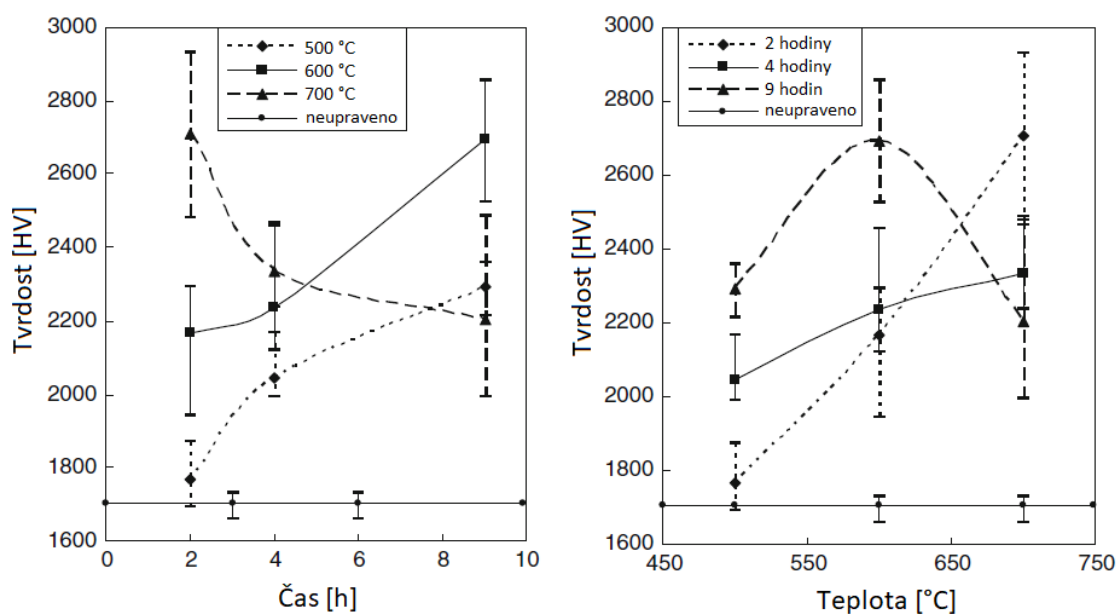 3000
2800
2600
2400
2200
2000
1800
1600
0
2
4
6
8
10
Tvrdost [HV]
Čas [h]
500 °C
600 °C
700 °C
neupraveno
3000
2800
2600
2400
2200
2000
1800
1600
450
550
650
750
Tvrdost [HV]
Teplota [°C]
2 hodiny
4 hodiny
9 hodin
neupraveno